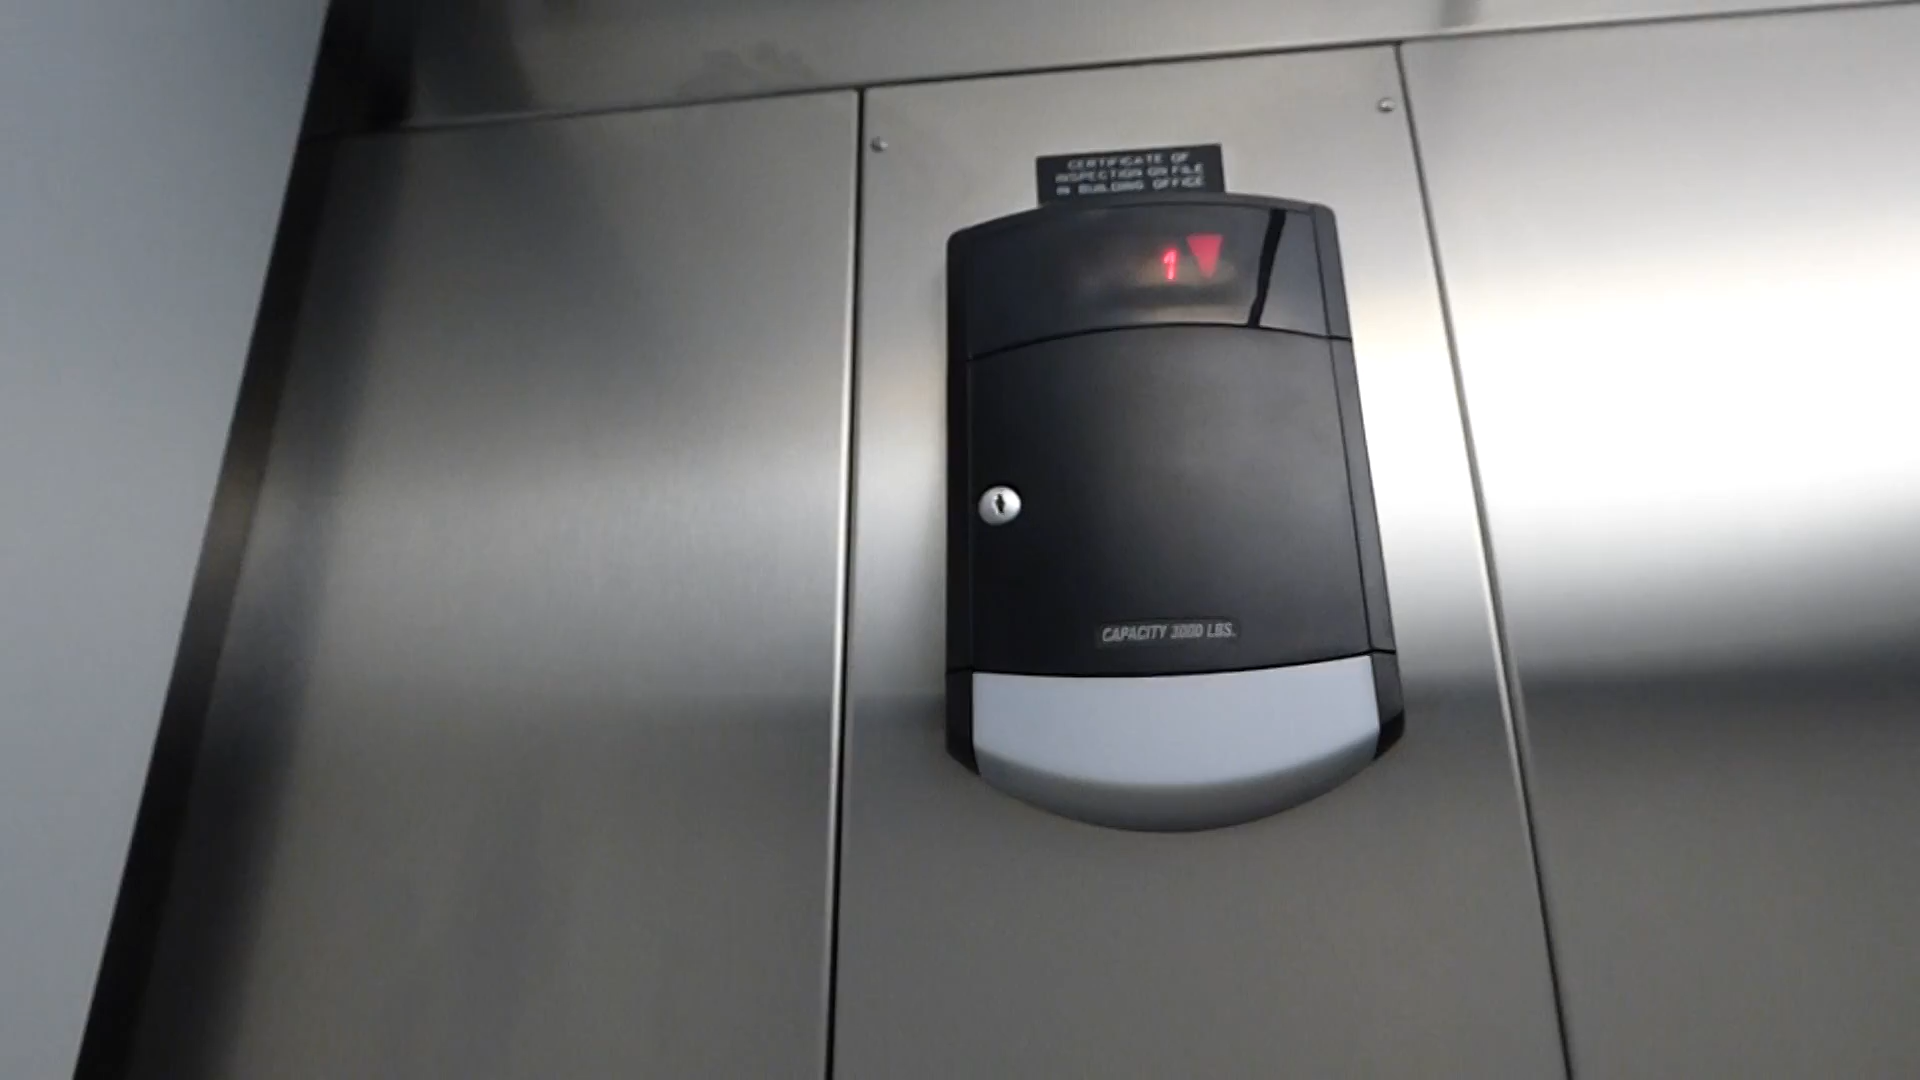 CERTIFICATE OF
INSPECTION ON FILE
IN BUILDING OFFICE
1
CAPACITY 3000 LBS.